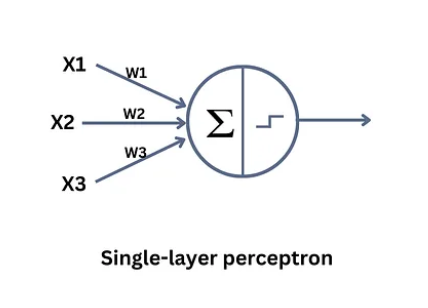 X1
W1
X2
W2
Σ
W3
X3
Single-layer perceptron